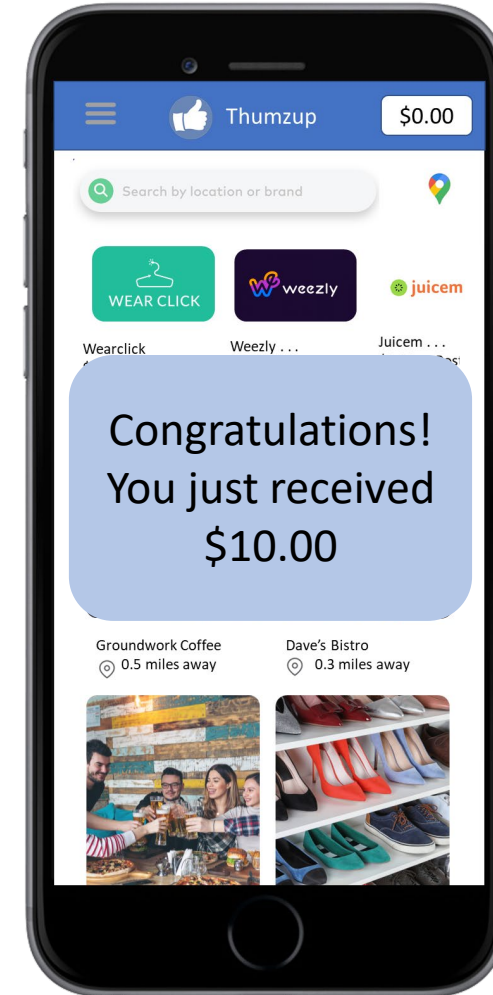 Thumzup
$0.00
Search by location or brand
WEAR CLICK
weezly
juicem
Wearclick
Weezly . . .
Juicem . . .
Congratulations!
You just received
$10.00
Groundwork Coffee
Dave's Bistro
0.5 miles away
0.3 miles away